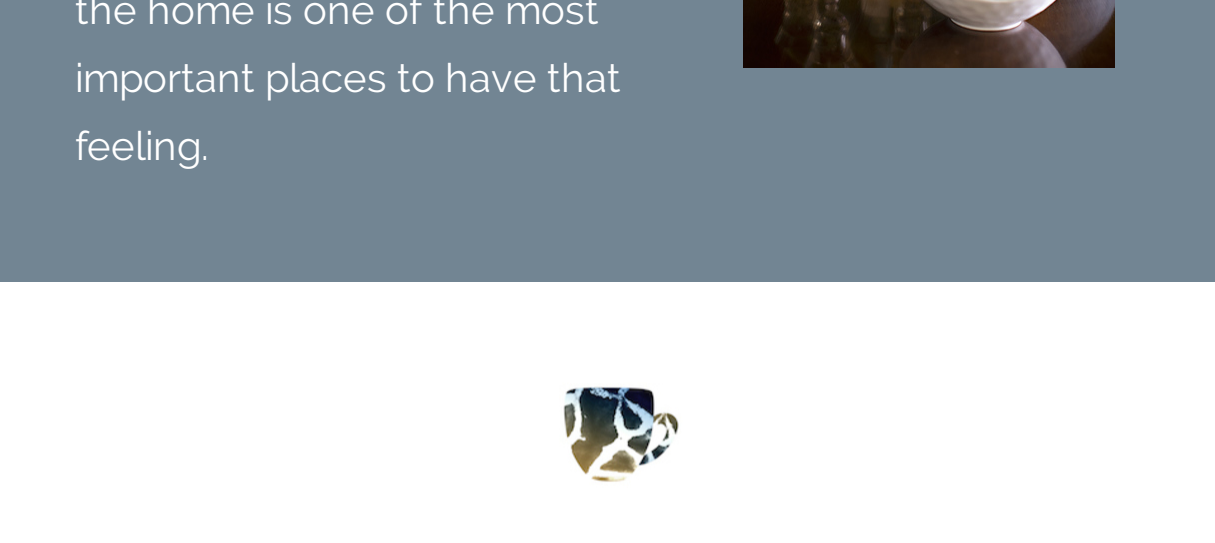 the home is one of the most
important places to have that
feeling.